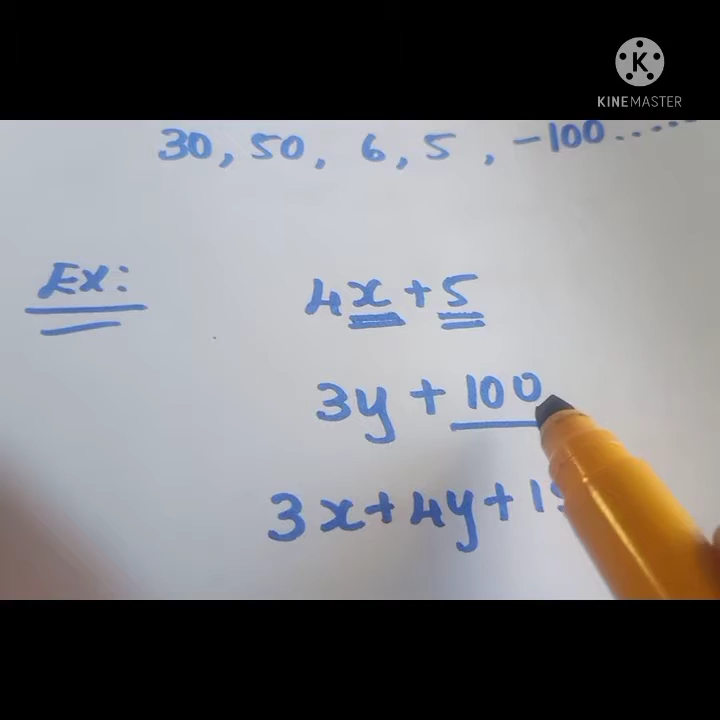 KINEMASTER
30, 50, 6, 5, -100.....
Ex:
4x + 5
3y + 100
3x + 4y +